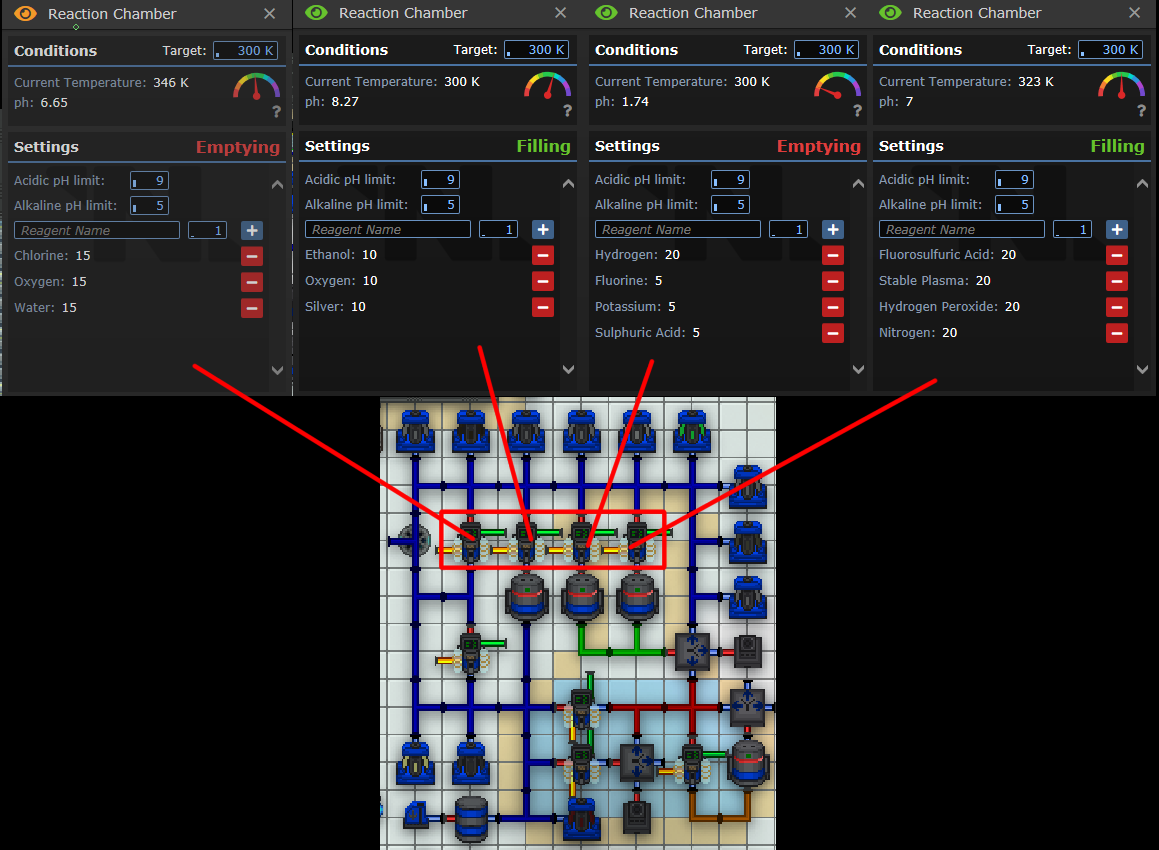 Reaction Chamber
Conditions Target: 300 K
Current Temperature: 346 K
ph: 6.65
?
Settings Emptying
Acidic pH limit: 9
Alkaline pH limit: 5
Reagent Name 1 +
Chlorine: 15
Oxygen: 15
Water: 15
Reaction Chamber
Conditions Target: 300 K
Current Temperature: 300 K
ph: 8.27
?
Settings Filling
Acidic pH limit: 9
Alkaline pH limit: 5
Reagent Name 1 +
Ethanol: 10
Oxygen: 10
Silver: 10
Reaction Chamber
Conditions Target: 300 K
Current Temperature: 300 K
ph: 1.74
?
Settings Emptying
Acidic pH limit: 9
Alkaline pH limit: 5
Reagent Name 1 +
Hydrogen: 20
Fluorine: 5
Potassium: 5
Sulphuric Acid: 5
Reaction Chamber
Conditions Target: 300 K
Current Temperature: 323 K
ph: 7
?
Settings Filling
Acidic pH limit: 9
Alkaline pH limit: 5
Reagent Name 1 +
Fluorosulfuric Acid: 20
Stable Plasma: 20
Hydrogen Peroxide: 20
Nitrogen: 20